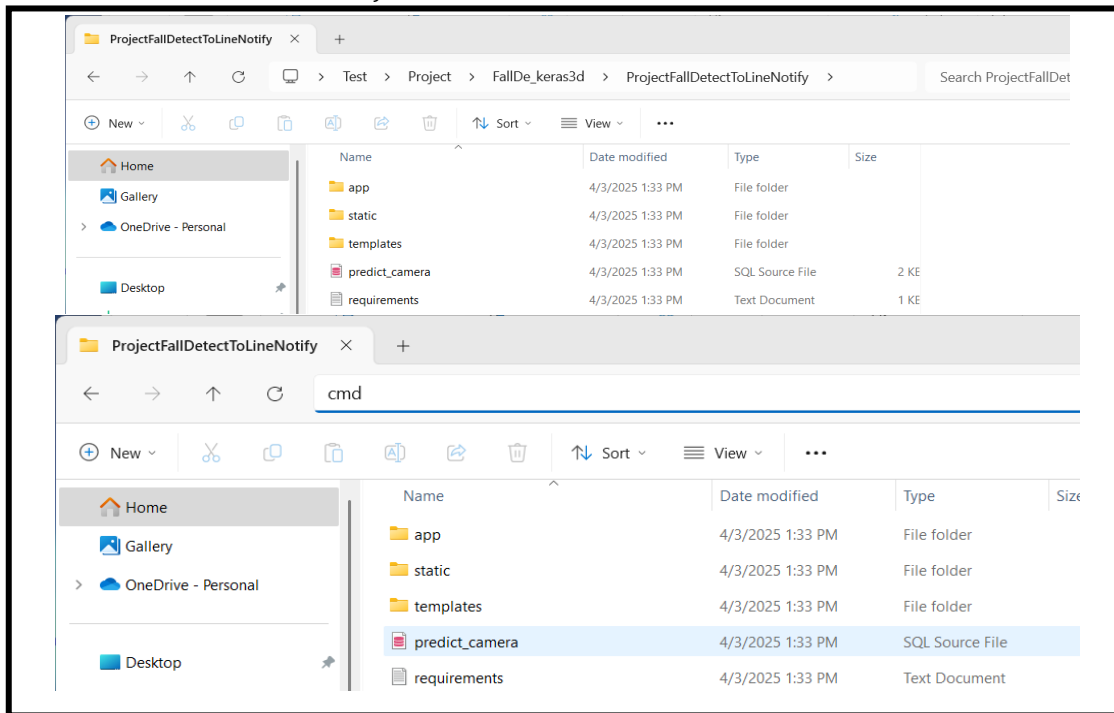 ProjectFallDetectToLineNotify
Test > Project > FallDe_keras3d > ProjectFallDetectToLineNotify > Search ProjectFallDet
New Sort View
Name Date modified Type Size
Home
app 4/3/2025 1:33 PM File folder
Gallery
static 4/3/2025 1:33 PM File folder
OneDrive - Personal
templates 4/3/2025 1:33 PM File folder
predict_camera 4/3/2025 1:33 PM SQL Source File 2 KE
Desktop
requirements 4/3/2025 1:33 PM Text Document 1 KE
ProjectFallDetectToLineNotify
cmd
New Sort View
Name Date modified Type Size
Home
app 4/3/2025 1:33 PM File folder
Gallery
static 4/3/2025 1:33 PM File folder
OneDrive - Personal
templates 4/3/2025 1:33 PM File folder
predict_camera 4/3/2025 1:33 PM SQL Source File
Desktop
requirements 4/3/2025 1:33 PM Text Document